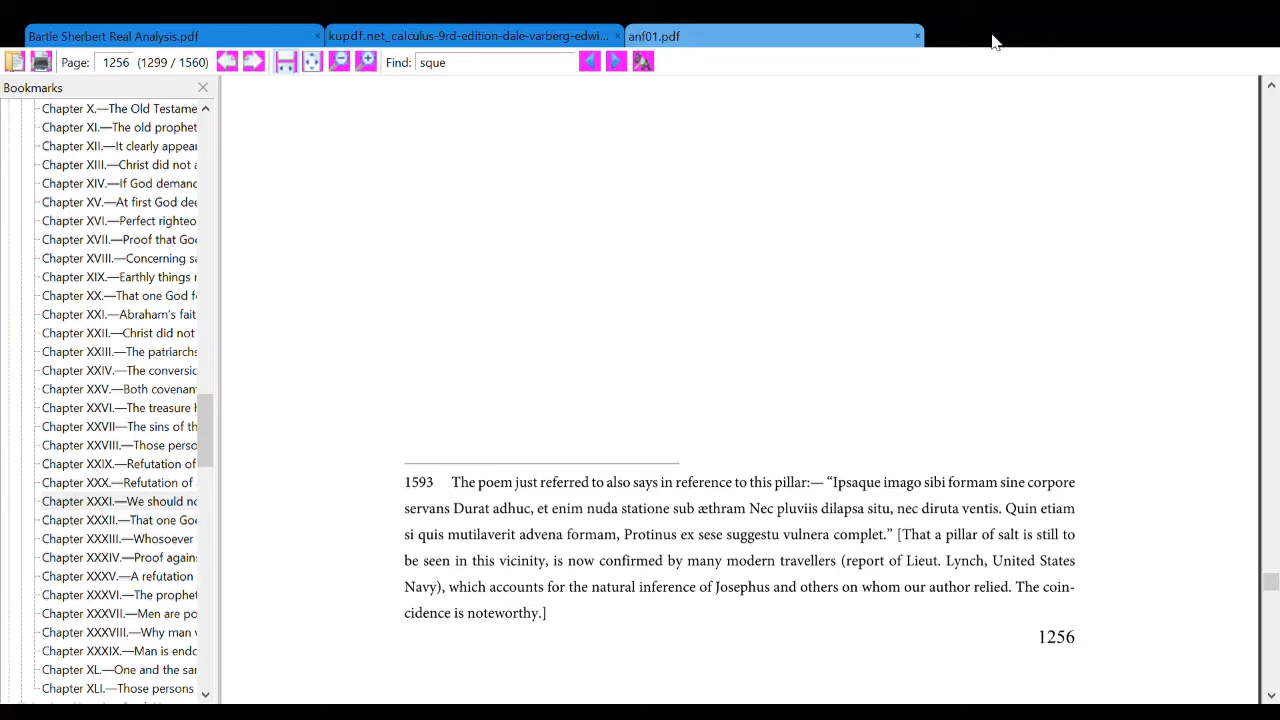 Bartle Sherbert Real Analysis.pdf
kupdf.net_calculus-9rd-edition-dale-varberg-edwi...
anf01.pdf
Page: 1256 (1299 / 1560) Find: sque
Bookmarks
Chapter X.—The Old Testame
Chapter XI.—The old prophet
Chapter XII.—It clearly appear
Chapter XIII.—Christ did not a
Chapter XIV.—If God demand
Chapter XV.—At first God dee
Chapter XVI.—Perfect righteo
Chapter XVII.—Proof that God
Chapter XVIII.—Concerning sa
Chapter XIX.—Earthly things r
Chapter XX.—That one God f
Chapter XXI.—Abraham's fait
Chapter XXII.—Christ did not
Chapter XXIII.—The patriarchs
Chapter XXIV.—The conversio
Chapter XXV.—Both covenan
Chapter XXVI.—The treasure h
Chapter XXVII—The sins of th
Chapter XXVIII.—Those perso
Chapter XXIX.—Refutation of
Chapter XXX.—Refutation of
Chapter XXXI.—We should no
Chapter XXXII.—That one Goo
Chapter XXXIII.—Whosoever
Chapter XXXIV.—Proof again
Chapter XXXV.—A refutation
Chapter XXXVI.—The prophet
Chapter XXXVII.—Men are po
Chapter XXXVIII.—Why man v
Chapter XXXIX.—Man is endo
Chapter XL.—One and the sar
Chapter XLI.—Those persons
1593 The poem just referred to also says in reference to this pillar:— “Ipsaque imago sibi formam sine corpore
servans Durat adhuc, et enim nuda statione sub æthram Nec pluviis dilapsa situ, nec diruta ventis. Quin etiam
si quis mutilaverit advena formam, Protinus ex sese suggestu vulnera complet.” [That a pillar of salt is still to
be seen in this vicinity, is now confirmed by many modern travellers (report of Lieut. Lynch, United States
Navy), which accounts for the natural inference of Josephus and others on whom our author relied. The coin-
cidence is noteworthy.]
1256